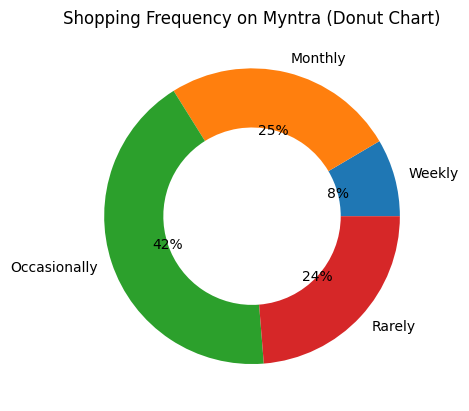 Shopping Frequency on Myntra (Donut Chart)
Monthly
25%
Weekly
8%
42%
Occasionally
24%
Rarely